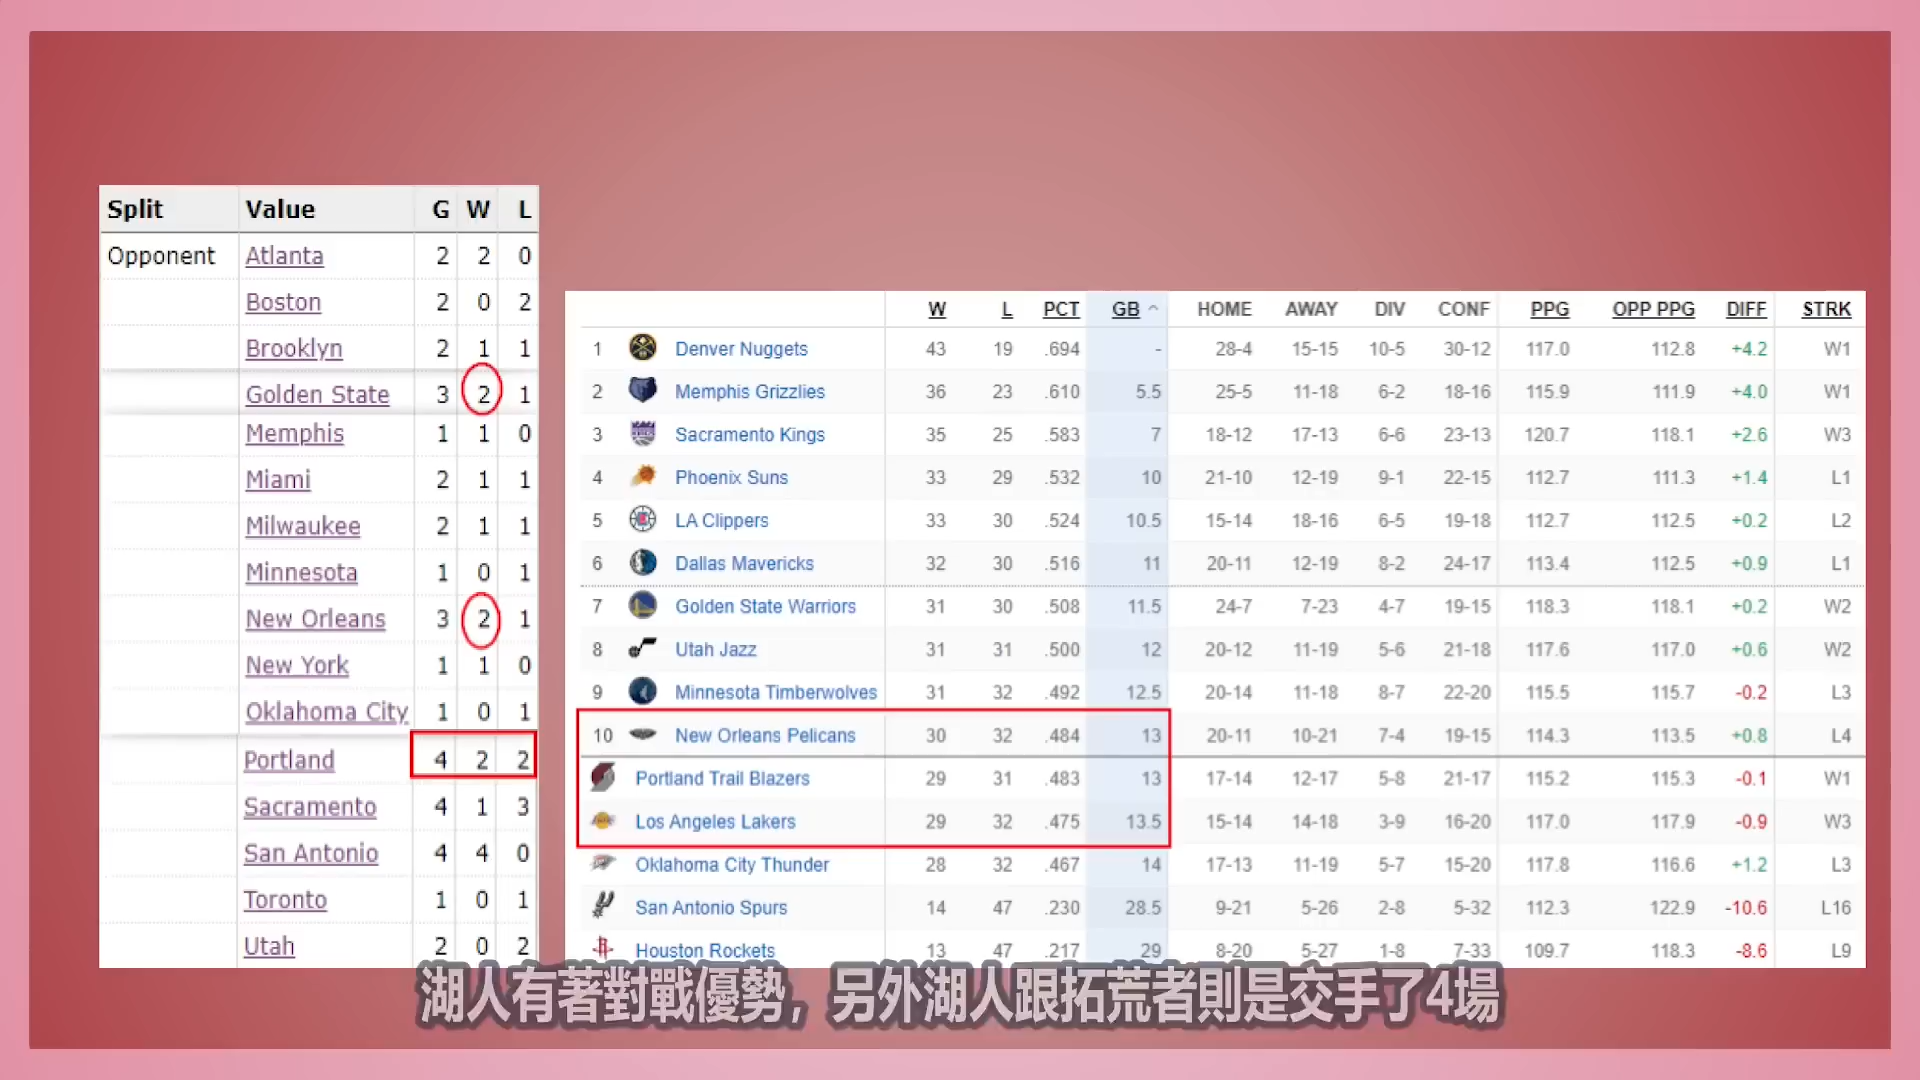 Split Value G W L
Opponent Atlanta 2 2 0
Boston 2 0 2
Brooklyn 2 1 1
Golden State 3 2 1
Memphis 1 1 0
Miami 2 1 1
Milwaukee 2 1 1
Minnesota 1 0 1
New Orleans 3 2 1
New York 1 1 0
Oklahoma City 1 0 1
Portland 4 2 2
Sacramento 4 1 3
San Antonio 4 4 0
Toronto 1 0 1
Utah 2 0 2
W L PCT GB HOME AWAY DIV CONF PPG OPP PPG DIFF STRK
1 Denver Nuggets 43 19 .694 - 28-4 15-15 10-5 30-12 117.0 112.8 +4.2 W1
2 Memphis Grizzlies 36 23 .610 5.5 25-5 11-18 6-2 18-16 115.9 111.9 +4.0 W1
3 Sacramento Kings 35 25 .583 7 18-12 17-13 6-6 23-13 120.7 118.1 +2.6 W3
4 Phoenix Suns 33 29 .532 10 21-10 12-19 9-1 22-15 112.7 111.3 +1.4 L1
5 LA Clippers 33 30 .524 10.5 15-14 18-16 6-5 19-18 112.7 112.5 +0.2 L2
6 Dallas Mavericks 32 30 .516 11 20-11 12-19 8-2 24-17 113.4 112.5 +0.9 L1
7 Golden State Warriors 31 30 .508 11.5 24-7 7-23 4-7 19-15 118.3 118.1 +0.2 W2
8 Utah Jazz 31 31 .500 12 20-12 11-19 5-6 21-18 117.6 117.0 +0.6 W2
9 Minnesota Timberwolves 31 32 .492 12.5 20-14 11-18 8-7 22-20 115.5 115.7 -0.2 L3
10 New Orleans Pelicans 30 32 .484 13 20-11 10-21 7-4 19-15 114.3 113.5 +0.8 L4
Portland Trail Blazers 29 31 .483 13 17-14 12-17 5-8 21-17 115.2 115.3 -0.1 W1
Los Angeles Lakers 29 32 .475 13.5 15-14 14-18 3-9 16-20 117.0 117.9 -0.9 W3
Oklahoma City Thunder 28 32 .467 14 17-13 11-19 5-7 15-20 117.8 116.6 +1.2 L3
San Antonio Spurs 14 47 .230 28.5 9-21 5-26 2-8 5-32 112.3 122.9 -10.6 L16
Houston Rockets 13 47 .217 29 8-20 5-27 1-8 7-33 109.7 118.3 -8.6 L9
湖人有著對戰優勢，另外湖人跟拓荒者則是交手了4場